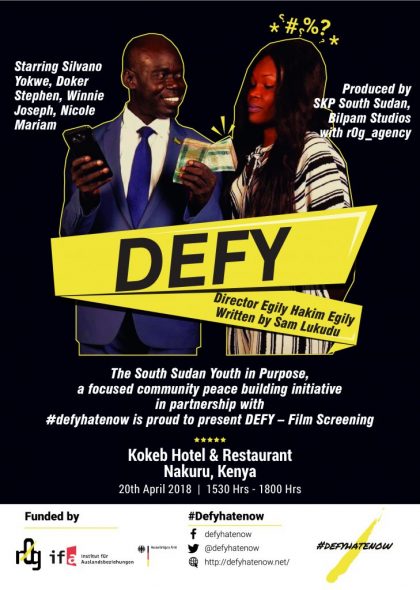 *؟#؟%?*
Starring Silvano
Yokwe, Doker
Stephen, Winnie
Joseph, Nicole
Mariam
Produced by
SKP South Sudan,
Bilpam Studios
with r0g_agency
DEFY
Director Egily Hakim Egily
Written by Sam Lukudu
The South Sudan Youth in Purpose,
a focused community peace building initiative
in partnership with
#defyhatenow is proud to present DEFY – Film Screening
Kokeb Hotel & Restaurant
Nakuru, Kenya
20th April 2018 | 1530 Hrs - 1800 Hrs
Funded by
r0g
ifa
Institut für
Auslandsbeziehungen
Auswärtiges Amt
#Defyhatenow
defyhatenow
@defyhatenow
http://defyhatenow.net/
#DEFYHATENOW